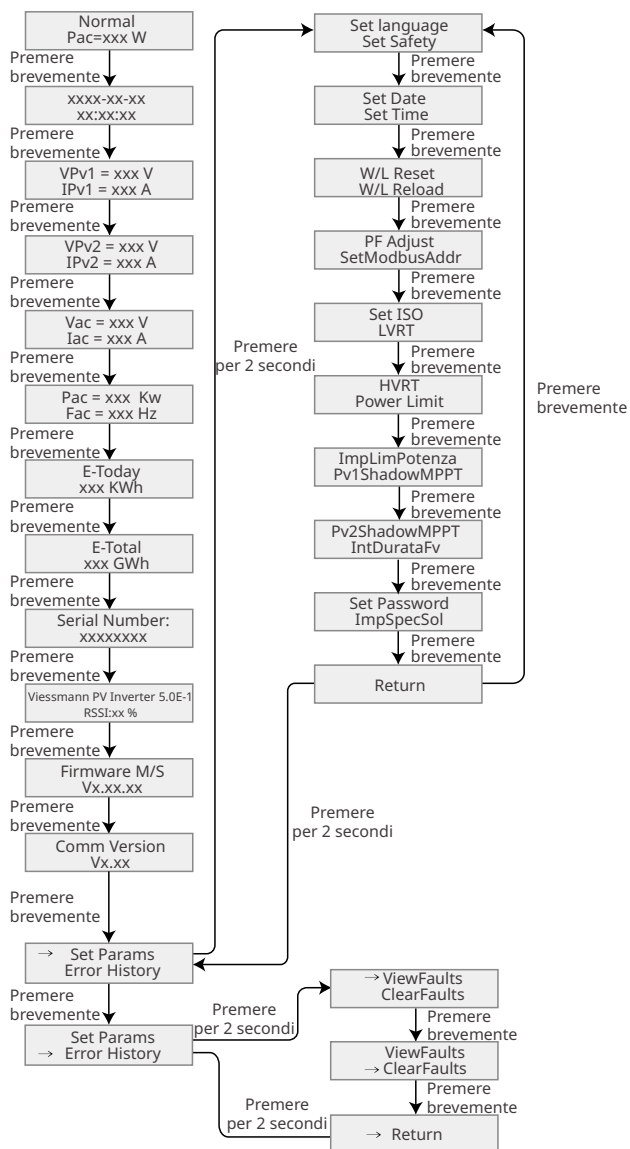 Normal
Pac=xxx W
Premere
brevemente
xxxx-xx-xx
xx:xx:xx
Premere
brevemente
VPv1 = xxx V
IPv1 = xxx A
Premere
brevemente
VPv2 = xxx V
IPv2 = xxx A
Premere
brevemente
Vac = xxx V
Iac = xxx A
Premere
brevemente
Pac = xxx Kw
Fac = xxx Hz
Premere
brevemente
E-Today
xxx KWh
Premere
brevemente
E-Total
xxx GWh
Premere
brevemente
Serial Number:
xxxxxxxx
Premere
brevemente
Viessmann PV Inverter 5.0E-1
RSSI:xx %
Premere
brevemente
Firmware M/S
Vx.xx.xx
Premere
brevemente
Comm Version
Vx.xx
Premere
brevemente
→ Set Params
Error History
Premere
brevemente
Set Params
→ Error History
Premere
per 2 secondi
Set language
Set Safety
Premere
brevemente
Set Date
Set Time
Premere
brevemente
W/L Reset
W/L Reload
Premere
brevemente
PF Adjust
SetModbusAddr
Premere
brevemente
Set ISO
LVRT
Premere
brevemente
HVRT
Power Limit
Premere
brevemente
ImpLimPotenza
Pv1ShadowMPPT
Premere
brevemente
Pv2ShadowMPPT
IntDurataFv
Premere
brevemente
Set Password
ImpSpecSol
Premere
brevemente
Return
Premere
brevemente
Premere
per 2 secondi
Premere
per 2 secondi
→ ViewFaults
ClearFaults
Premere
brevemente
ViewFaults
→ ClearFaults
Premere
brevemente
Premere
per 2 secondi
→ Return